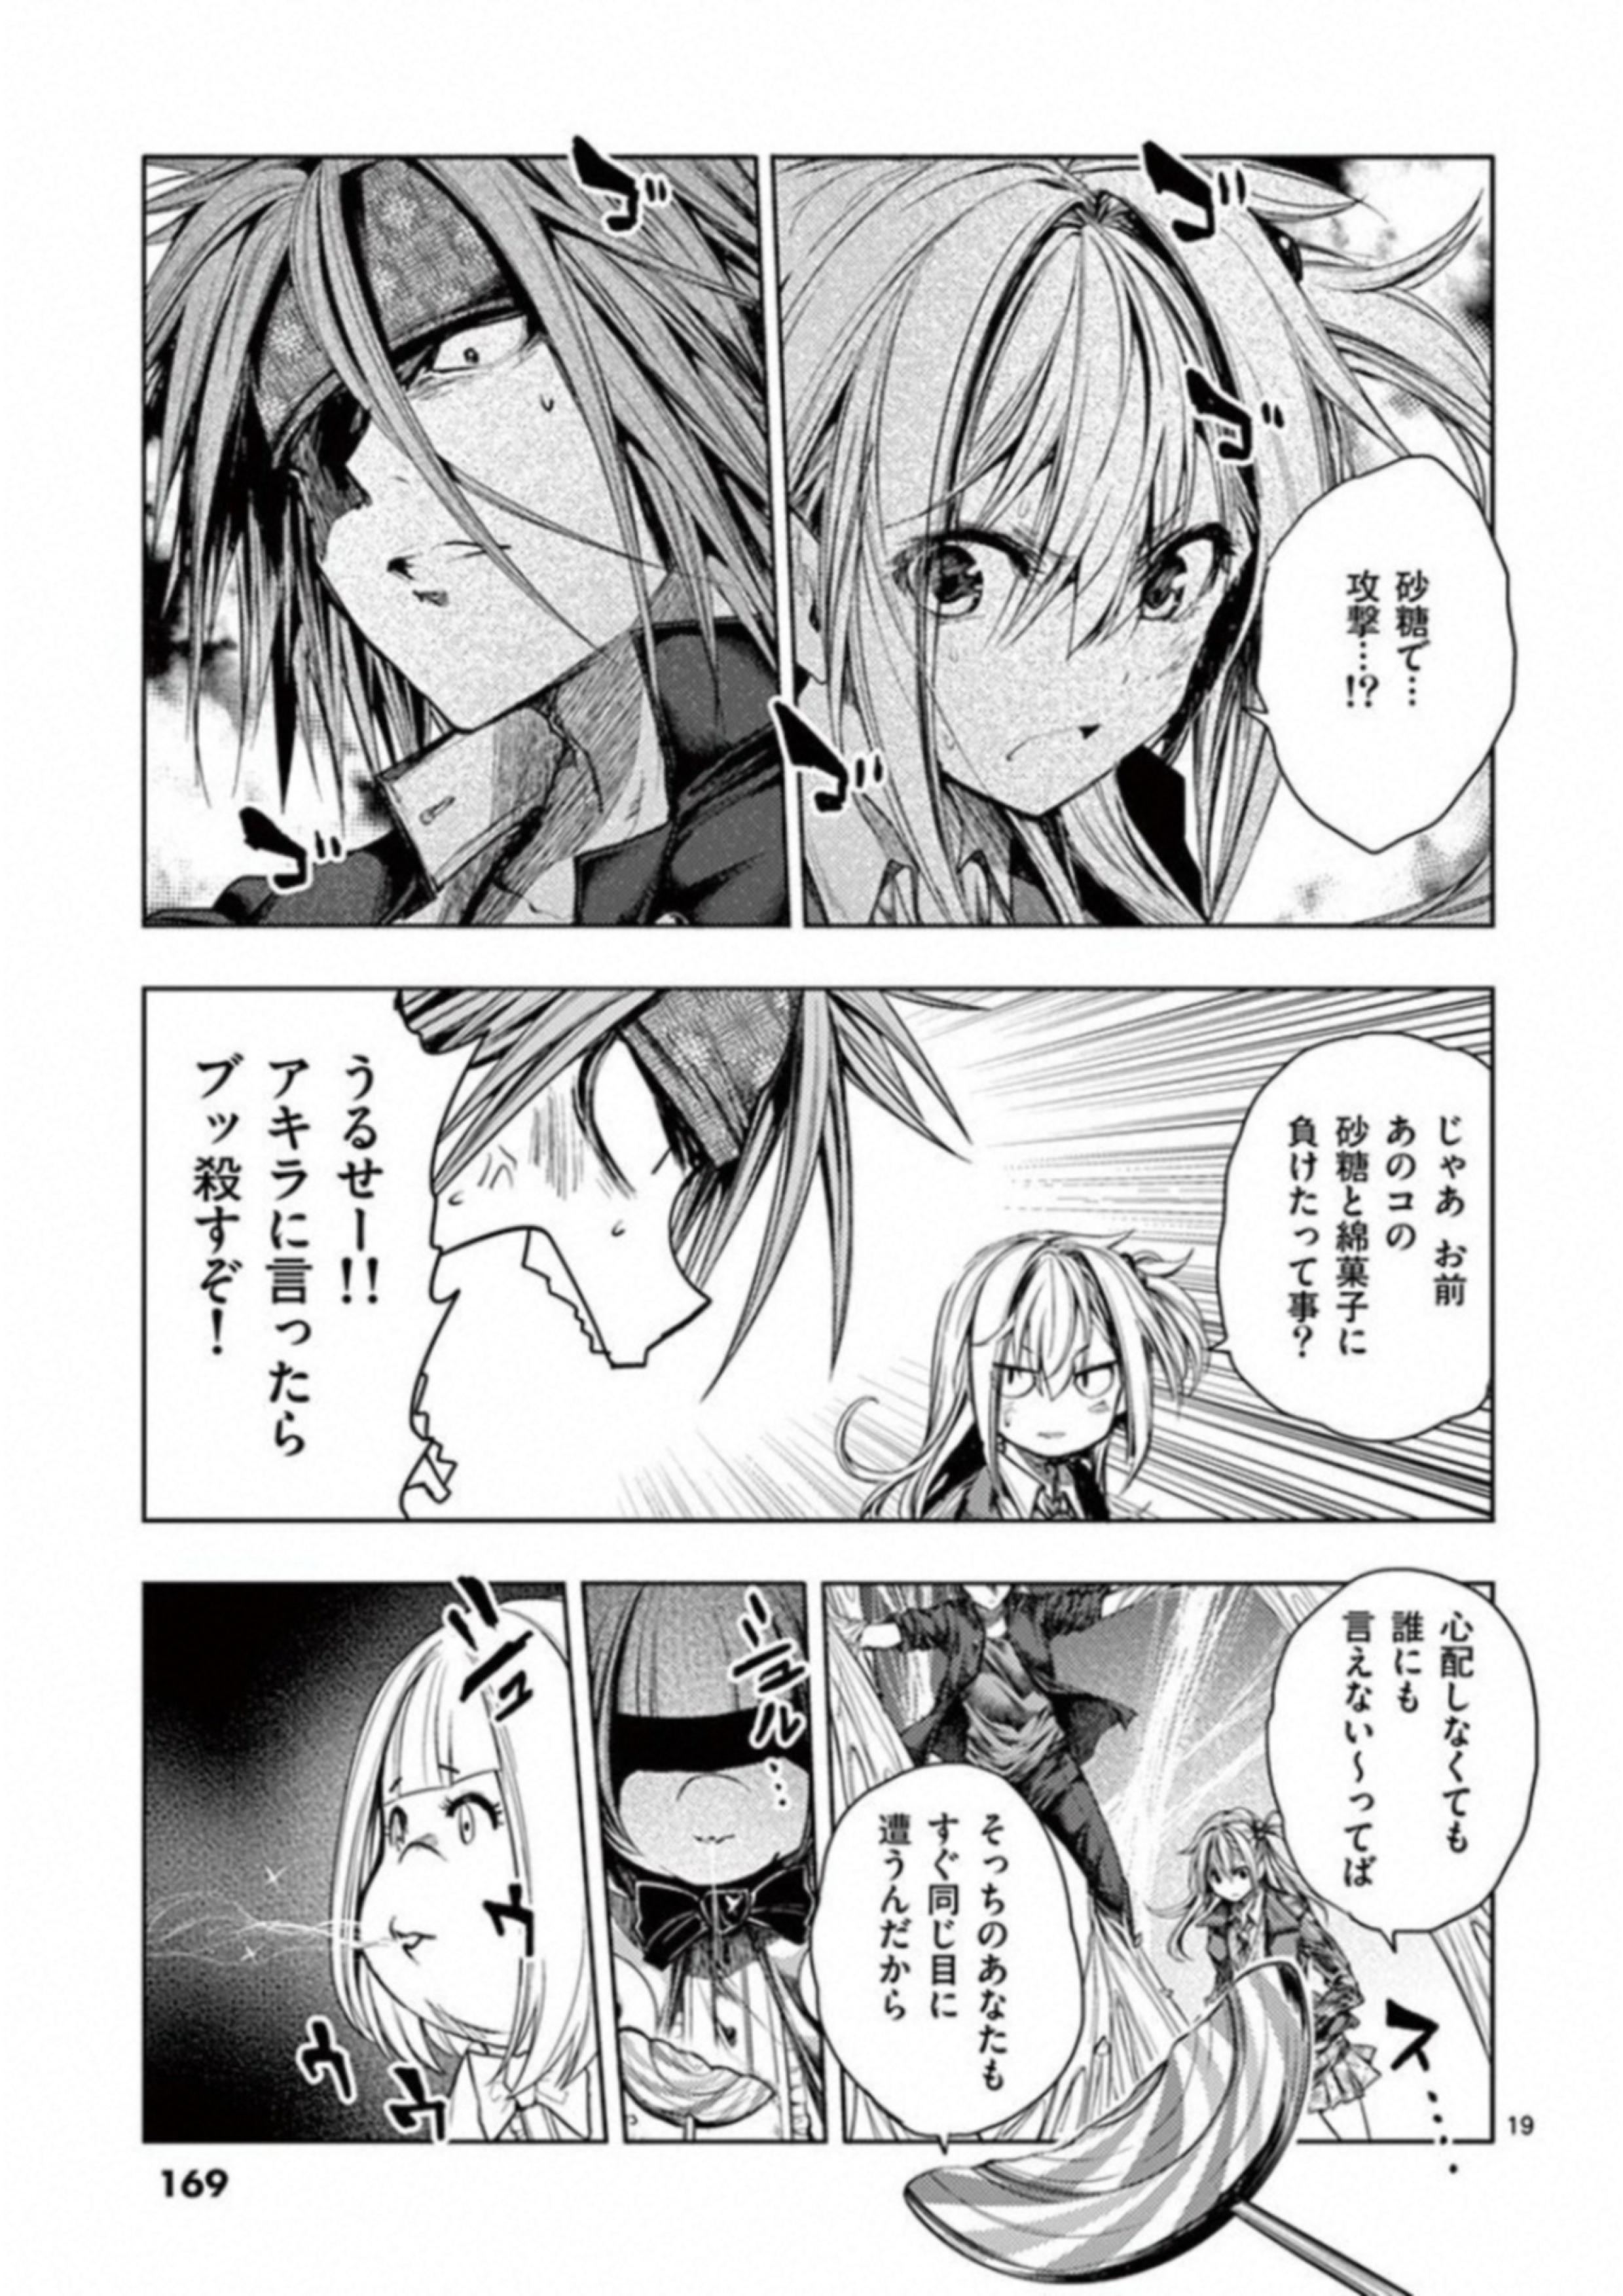 ゴ
ゴ
ゴ
砂糖で…
攻撃…!?
ゴ
ゴ
じゃあ お前
あのコの
砂糖と綿菓子に
負けたって事？
うるせー!!
アキラに言ったら
ブッ殺すぞ！
心配しなくても
誰にも
言えない～ってば
ス…
そっちのあなたも
すぐ同じ目に
遭うんだから
シュル…
シュ
ウ
ウ
ウ
19
169